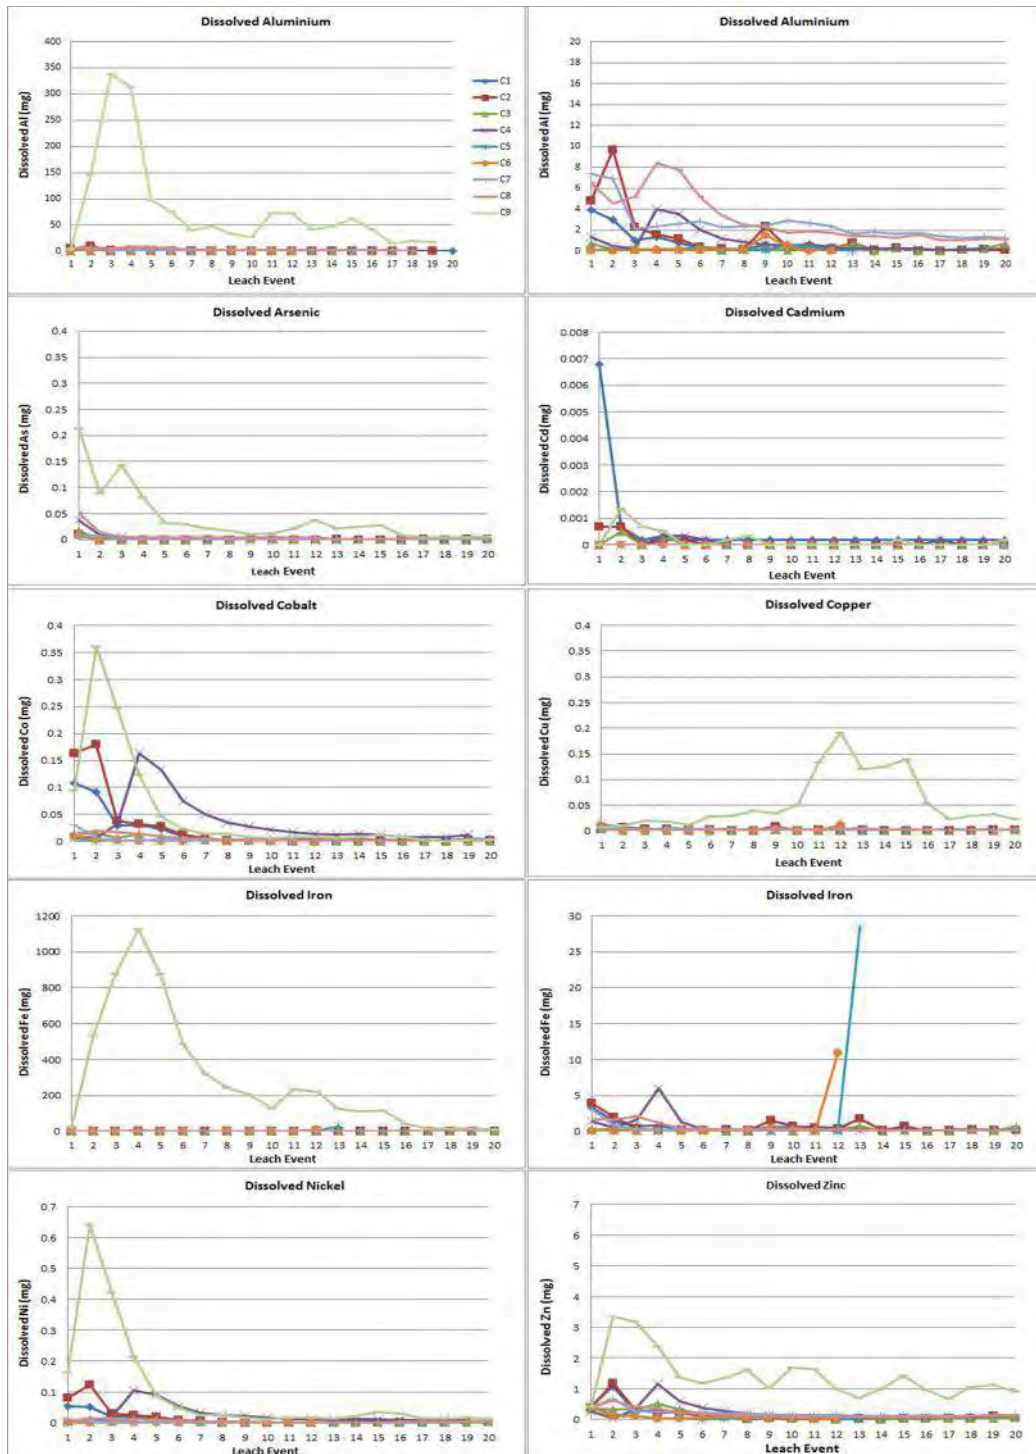 Dissolved Aluminium
Dissolved Al (mg)
400
350
300
250
200
150
100
50
0
1 2 3 4 5 6 7 8 9 10 11 12 13 14 15 16 17 18 19 20
Leach Event
C1
C2
C3
C4
C5
C6
C7
C8
C9
Dissolved Aluminium
Dissolved Al (mg)
20
18
16
14
12
10
8
6
4
2
0
1 2 3 4 5 6 7 8 9 10 11 12 13 14 15 16 17 18 19 20
Leach Event
Dissolved Arsenic
Dissolved As (mg)
0.4
0.35
0.3
0.25
0.2
0.15
0.1
0.05
0
1 2 3 4 5 6 7 8 9 10 11 12 13 14 15 16 17 18 19 20
Leach Event
Dissolved Cadmium
Dissolved Cd (mg)
0.008
0.007
0.006
0.005
0.004
0.003
0.002
0.001
0
1 2 3 4 5 6 7 8 9 10 11 12 13 14 15 16 17 18 19 20
Leach Event
Dissolved Cobalt
Dissolved Co (mg)
0.4
0.35
0.3
0.25
0.2
0.15
0.1
0.05
0
1 2 3 4 5 6 7 8 9 10 11 12 13 14 15 16 17 18 19 20
Leach Event
Dissolved Copper
Dissolved Cu (mg)
0.4
0.35
0.3
0.25
0.2
0.15
0.1
0.05
0
1 2 3 4 5 6 7 8 9 10 11 12 13 14 15 16 17 18 19 20
Leach Event
Dissolved Iron
Dissolved Fe (mg)
1200
1000
800
600
400
200
0
1 2 3 4 5 6 7 8 9 10 11 12 13 14 15 16 17 18 19 20
Leach Event
Dissolved Iron
Dissolved Fe (mg)
30
25
20
15
10
5
0
1 2 3 4 5 6 7 8 9 10 11 12 13 14 15 16 17 18 19 20
Leach Event
Dissolved Nickel
Dissolved Ni (mg)
0.7
0.6
0.5
0.4
0.3
0.2
0.1
0
1 2 3 4 5 6 7 8 9 10 11 12 13 14 15 16 17 18 19 20
Leach Event
Dissolved Zinc
Dissolved Zn (mg)
7
6
5
4
3
2
1
0
1 2 3 4 5 6 7 8 9 10 11 12 13 14 15 16 17 18 19 20
Leach Event